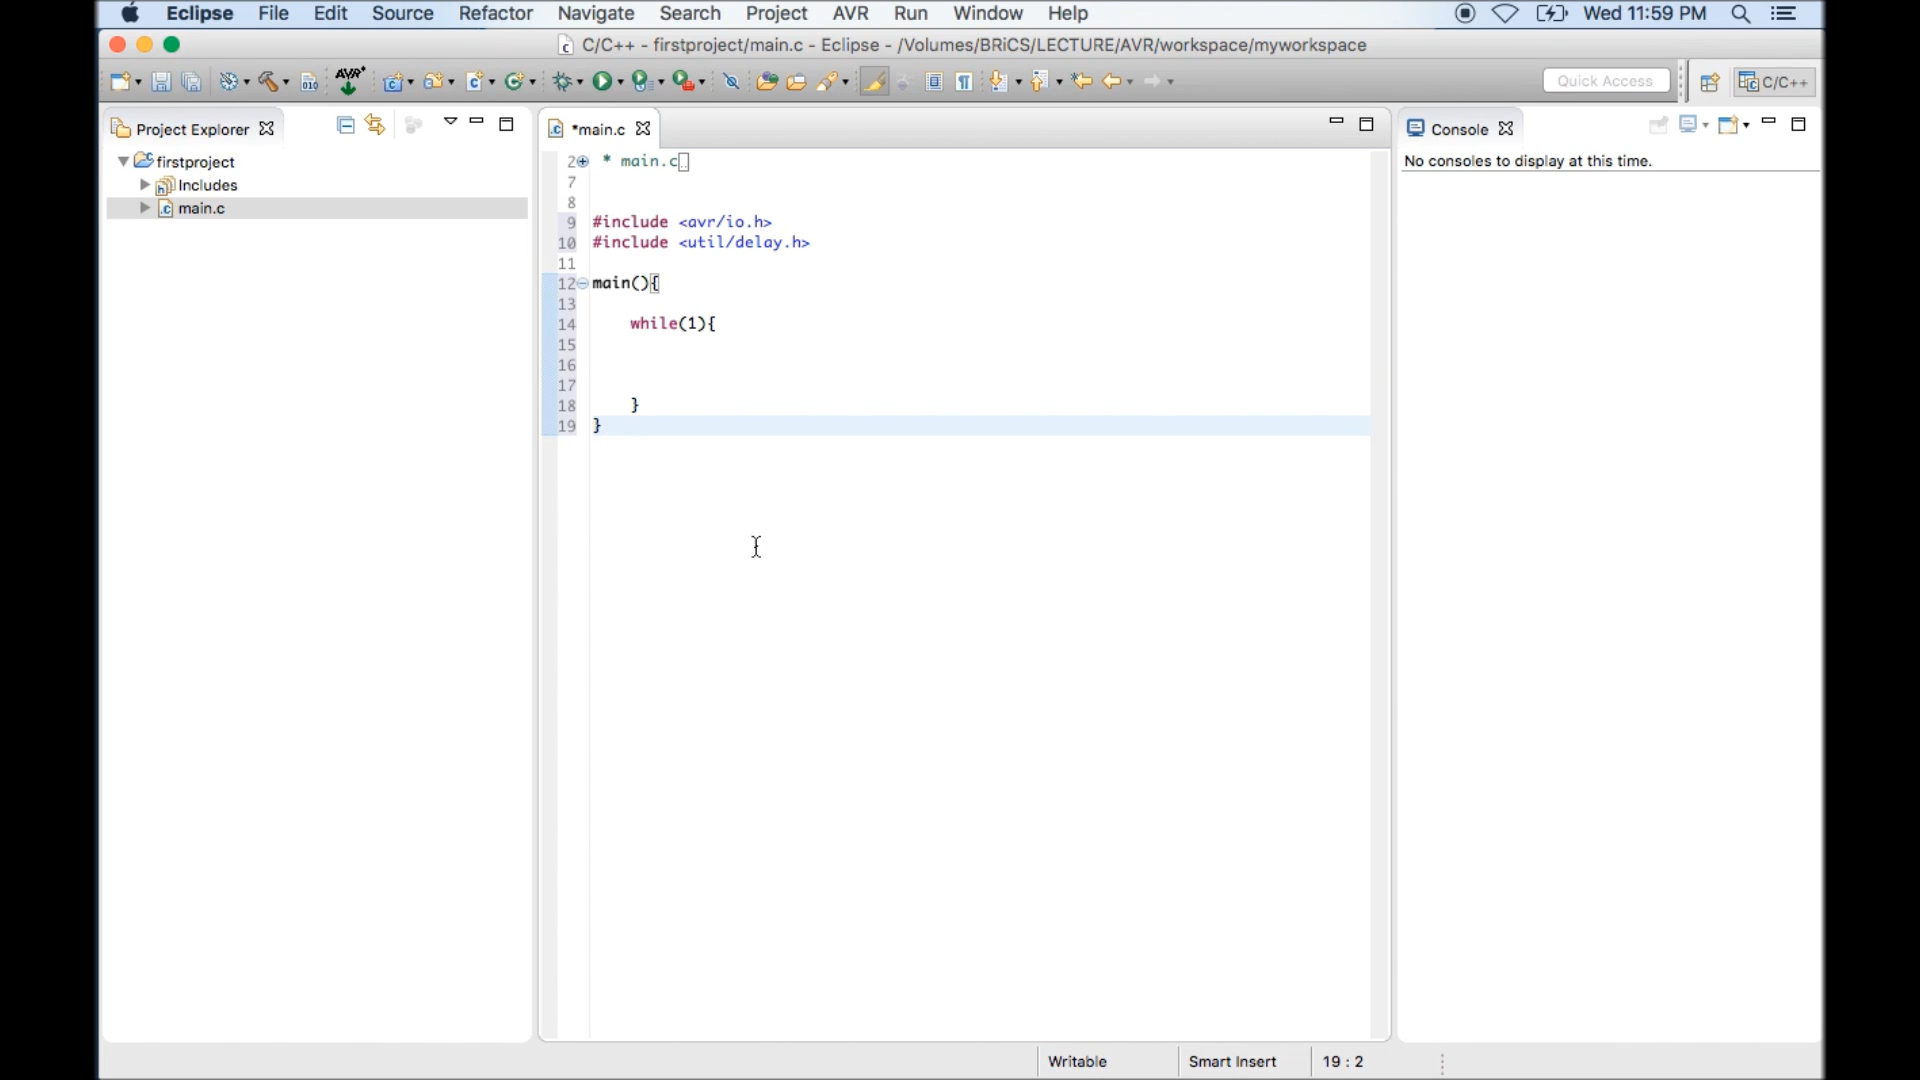 Eclipse File Edit Source Refactor Navigate Search Project AVR Run Window Help Wed 11:59 PM
C/C++ - firstproject/main.c - Eclipse - /Volumes/BRiCS/LECTURE/AVR/workspace/myworkspace
010 AVR Quick Access C/C++
Project Explorer
firstproject
Includes
main.c
*main.c
2 * main.c
7
8
9 #include <avr/io.h>
10 #include <util/delay.h>
11
12 main(){
13
14 while(1){
15
16
17
18 }
19 }
Console
No consoles to display at this time.
Writable Smart Insert 19 : 2